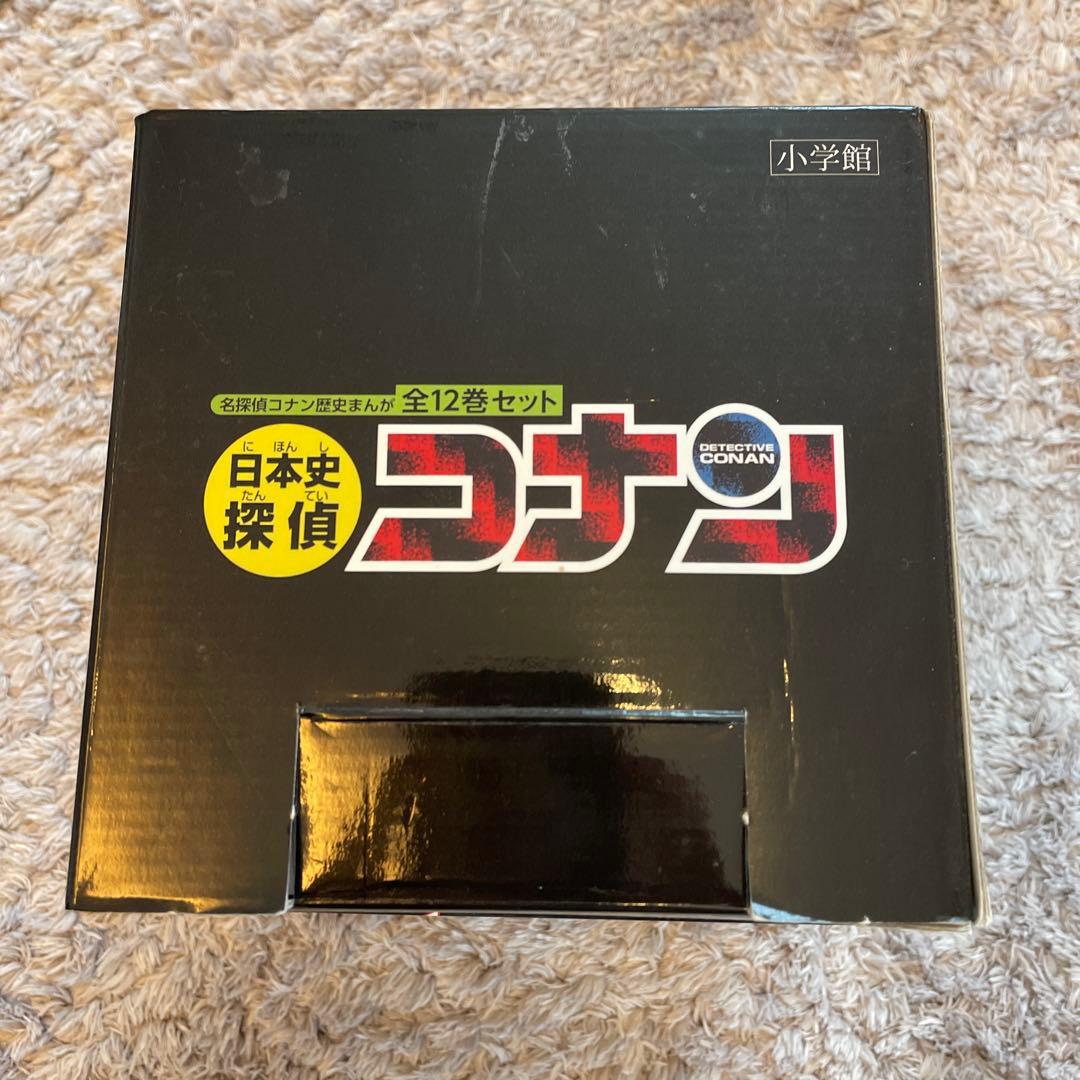 小学館
名探偵コナン歴史まんが 全12巻セット
にほんし
日本史
たんてい
探偵
コナン
DETECTIVE
CONAN